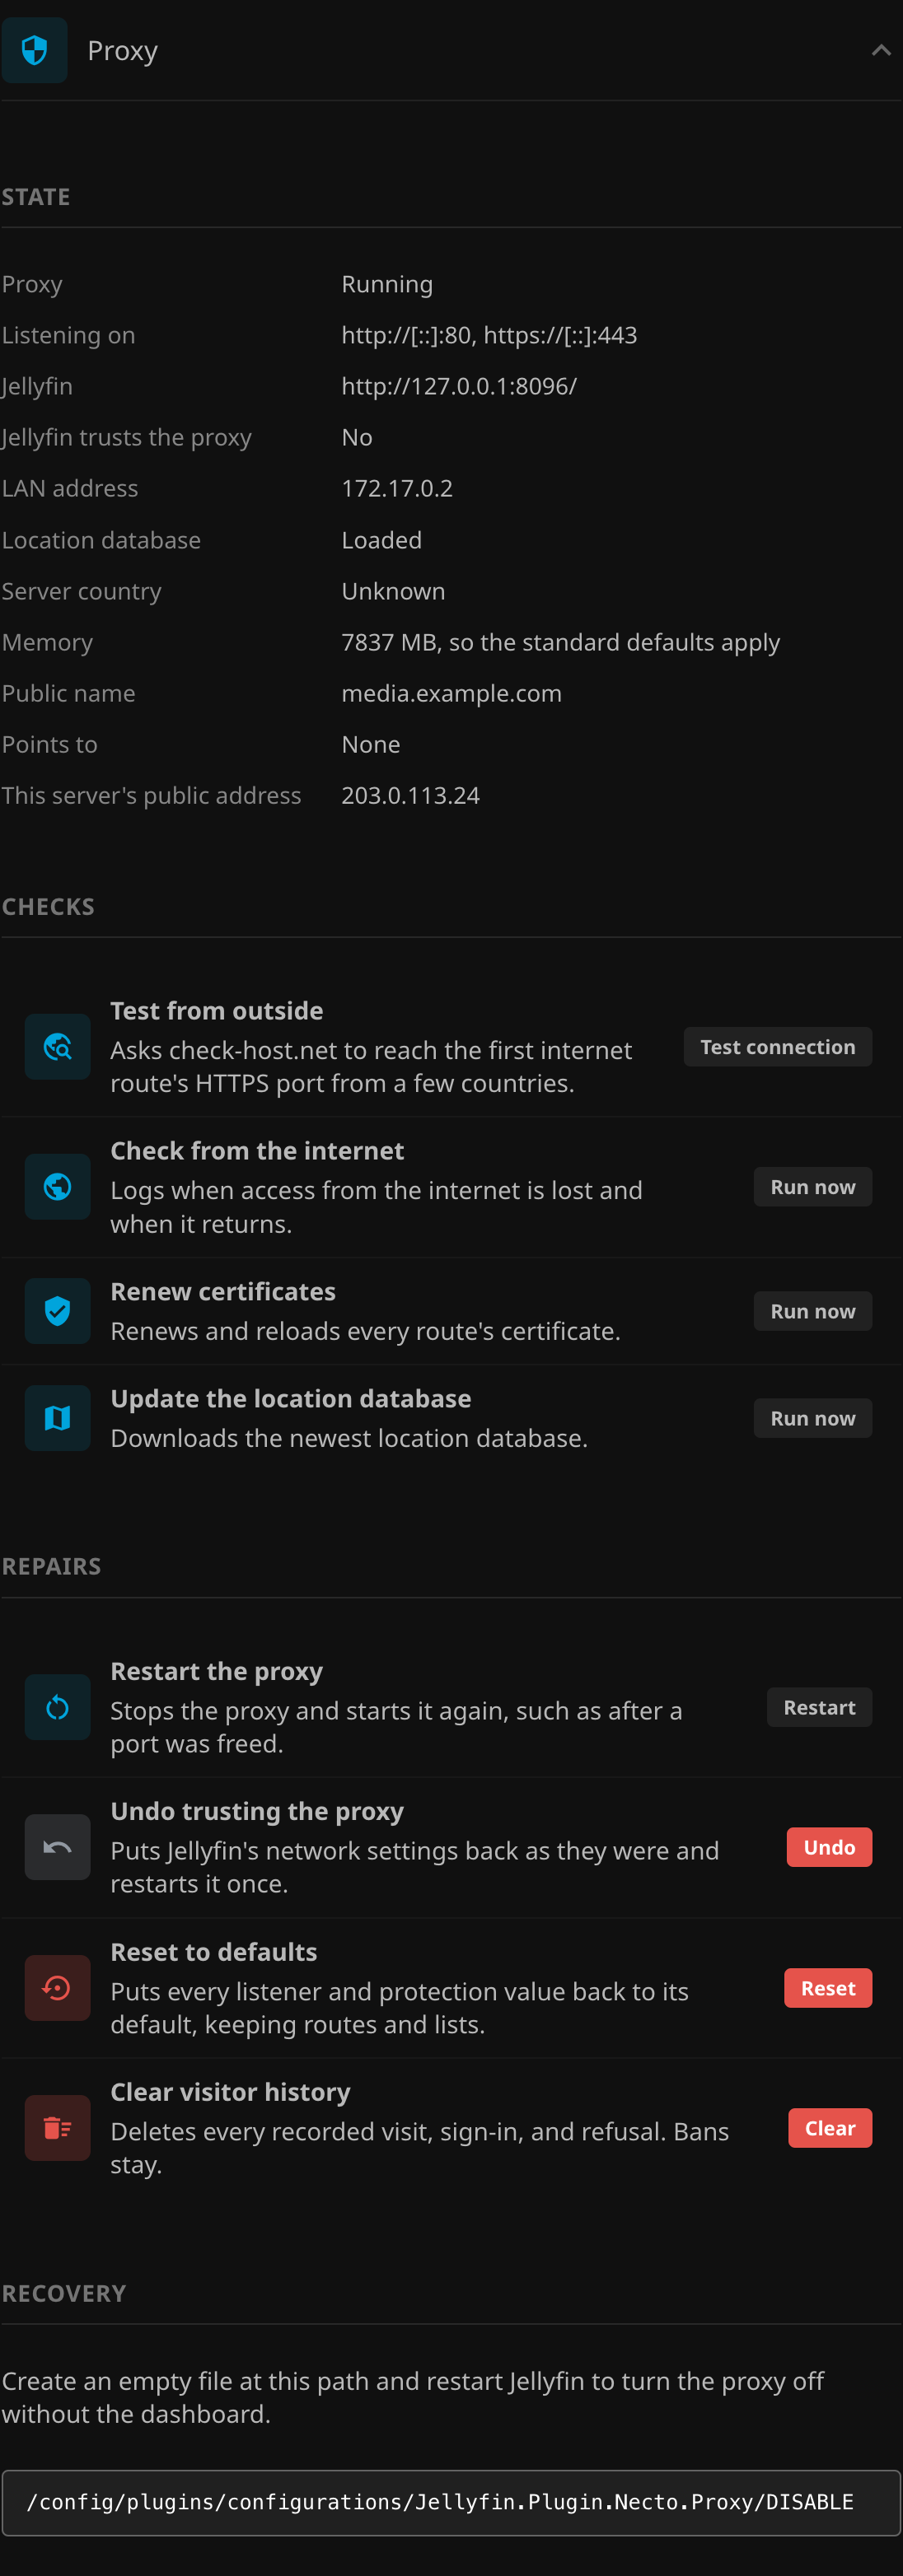 Proxy
STATE
Proxy Running
Listening on http://[::]:80, https://[::]:443
Jellyfin http://127.0.0.1:8096/
Jellyfin trusts the proxy No
LAN address 172.17.0.2
Location database Loaded
Server country Unknown
Memory 7837 MB, so the standard defaults apply
Public name media.example.com
Points to None
This server's public address 203.0.113.24
CHECKS
Test from outside
Asks check-host.net to reach the first internet
route's HTTPS port from a few countries.
Test connection
Check from the internet
Logs when access from the internet is lost and
when it returns.
Run now
Renew certificates
Renews and reloads every route's certificate.
Run now
Update the location database
Downloads the newest location database.
Run now
REPAIRS
Restart the proxy
Stops the proxy and starts it again, such as after a
port was freed.
Restart
Undo trusting the proxy
Puts Jellyfin's network settings back as they were and
restarts it once.
Undo
Reset to defaults
Puts every listener and protection value back to its
default, keeping routes and lists.
Reset
Clear visitor history
Deletes every recorded visit, sign-in, and refusal. Bans
stay.
Clear
RECOVERY
Create an empty file at this path and restart Jellyfin to turn the proxy off
without the dashboard.
/config/plugins/configurations/Jellyfin.Plugin.Necto.Proxy/DISABLE